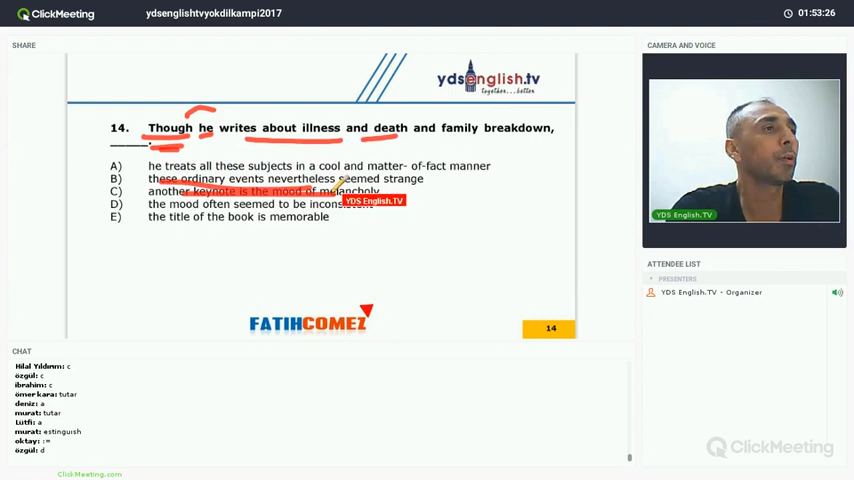 ClickMeeting
ydsenglishtvyokdilkampi2017
01:53:26
SHARE
CAMERA AND VOICE
ydsenglish.tv
together...better
14. Though he writes about illness and death and family breakdown,
______.
A) he treats all these subjects in a cool and matter- of-fact manner
B) these ordinary events nevertheless seemed strange
C) another keynote is the mood of melancholy
D) the mood often seemed to be inconsistent
E) the title of the book is memorable
YDS English.TV
YDS English.TV
FATIHCOMEZ
14
ATTENDEE LIST
PRESENTERS
YDS English.TV - Organizer
CHAT
Hilal Yıldırım: c
özgül: c
ibrahim: c
ömer kara: tutar
deniz: a
murat: tutar
Lütfi: a
murat: estinguish
oktay: :=
özgül: d
ClickMeeting
ClickMeeting.com